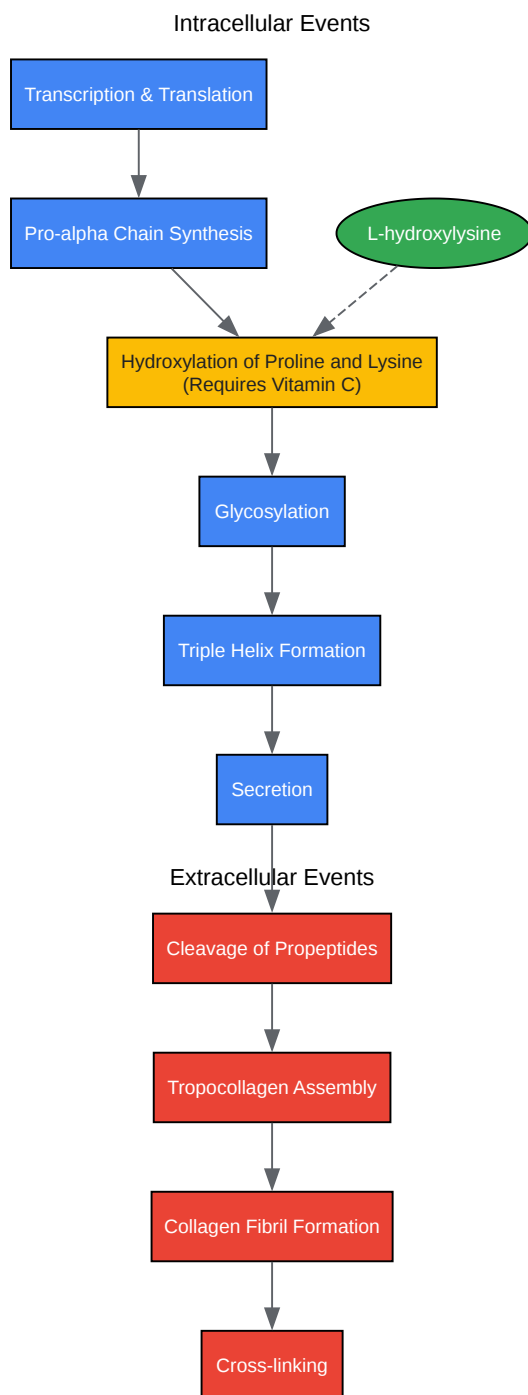 Intracellular Events
Transcription & Translation
Pro-alpha Chain Synthesis
L-hydroxylysine
Hydroxylation of Proline and Lysine
(Requires Vitamin C)
Glycosylation
Triple Helix Formation
Secretion
Extracellular Events
Cleavage of Propeptides
Tropocollagen Assembly
Collagen Fibril Formation
Cross-linking